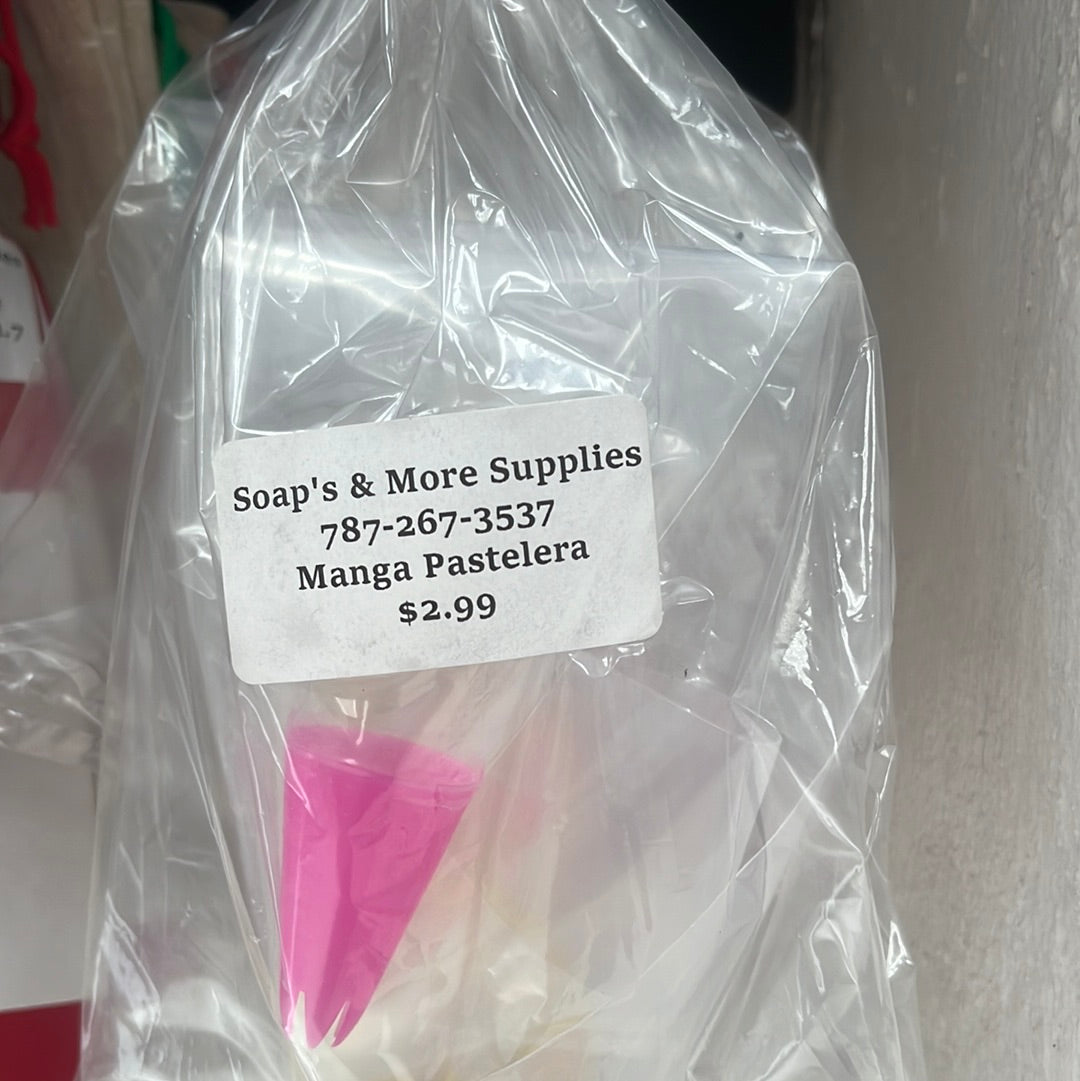 Soap's & More Supplies
787-267-3537
Manga Pastelera
$2.99